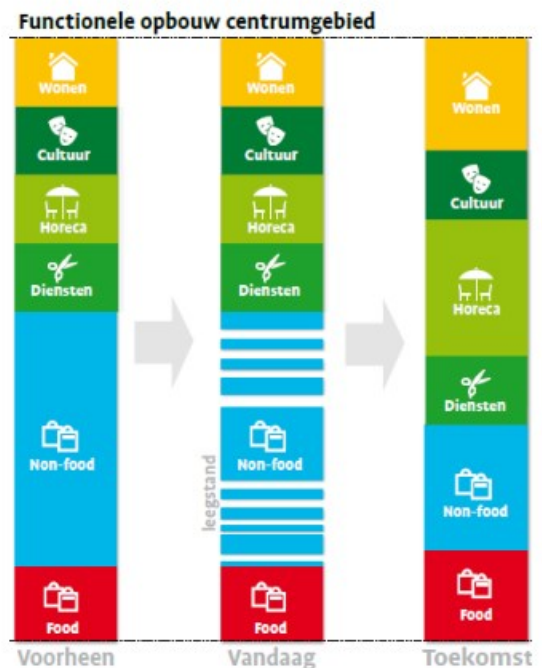 Functionele opbouw centrumgebied
Wonen
Cultuur
Horeca
Diensten
Non-food
Food
Voorheen
Wonen
Cultuur
Horeca
Diensten
leegstand
Non-food
Food
Vandaag
Wonen
Cultuur
Horeca
Diensten
Non-food
Food
Toekomst